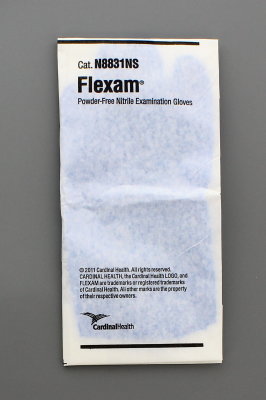 Cat. N8831NS
Flexam®
Powder-Free Nitrile Examination Gloves
© 2011 Cardinal Health. All rights reserved.
CARDINAL HEALTH, the Cardinal Health LOGO, and
FLEXAM are trademarks or registered trademarks
of Cardinal Health. All other marks are the property
of their respective owners.
CardinalHealth